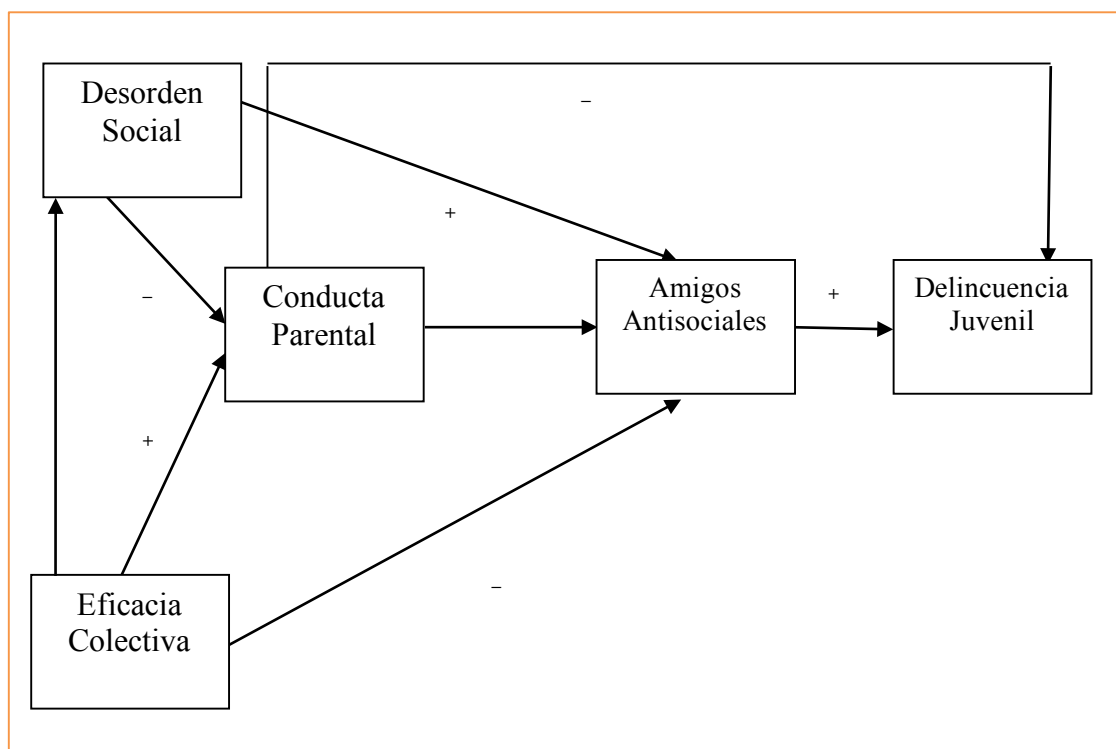 Desorden
Social
–
+
–
Conducta
Parental
Amigos
Antisociales
+
Delincuencia
Juvenil
+
–
Eficacia
Colectiva